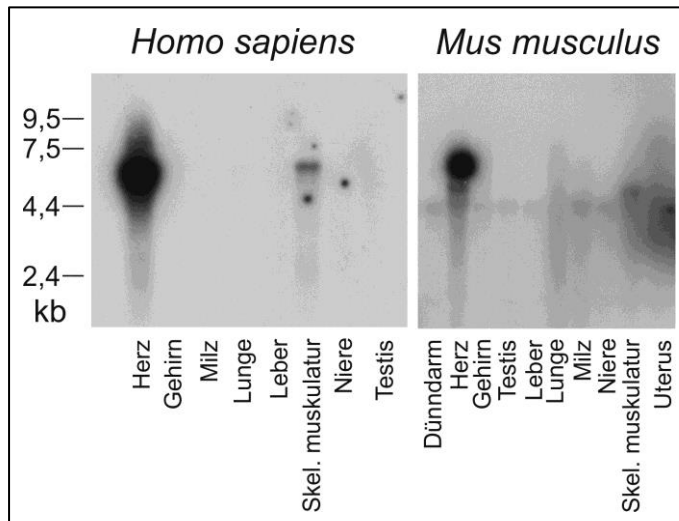 Homo sapiens
Mus musculus
9,5
7,5
4,4
2,4
kb
Herz
Gehirn
Milz
Lunge
Leber
Skel. muskulatur
Niere
Testis
Dünndarm
Herz
Gehirn
Testis
Leber
Lunge
Milz
Niere
Skel. muskulatur
Uterus